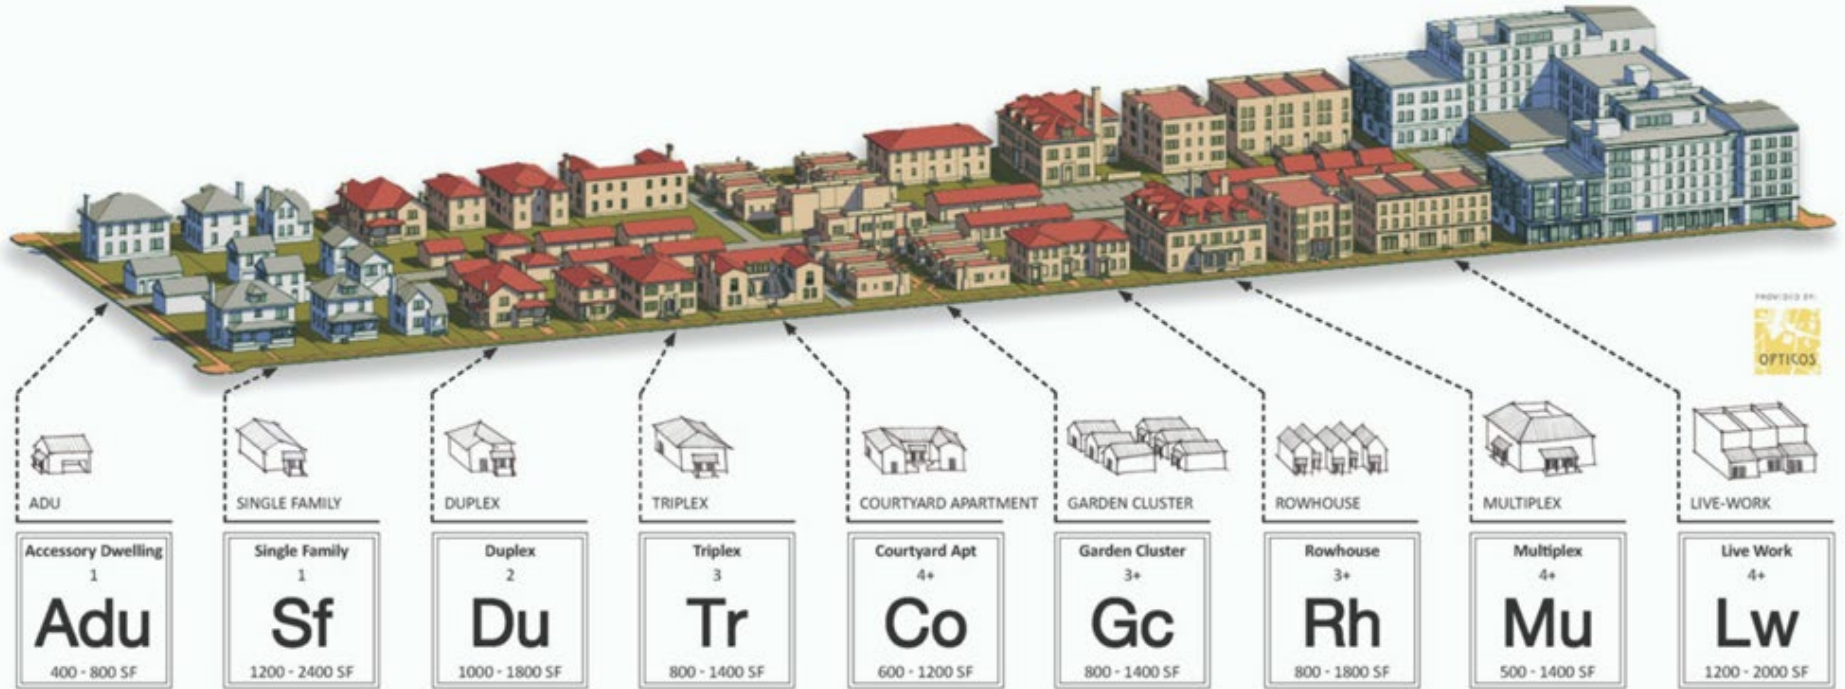 PROVIDED BY:
OPTICOS
ADU
SINGLE FAMILY
DUPLEX
TRIPLEX
COURTYARD APARTMENT
GARDEN CLUSTER
ROWHOUSE
MULTIPLEX
LIVE-WORK
Accessory Dwelling
1
Adu
400 - 800 SF
Single Family
1
Sf
1200 - 2400 SF
Duplex
2
Du
1000 - 1800 SF
Triplex
3
Tr
800 - 1400 SF
Courtyard Apt
4+
Co
600 - 1200 SF
Garden Cluster
3+
Gc
800 - 1400 SF
Rowhouse
3+
Rh
800 - 1800 SF
Multiplex
4+
Mu
500 - 1400 SF
Live Work
4+
Lw
1200 - 2000 SF